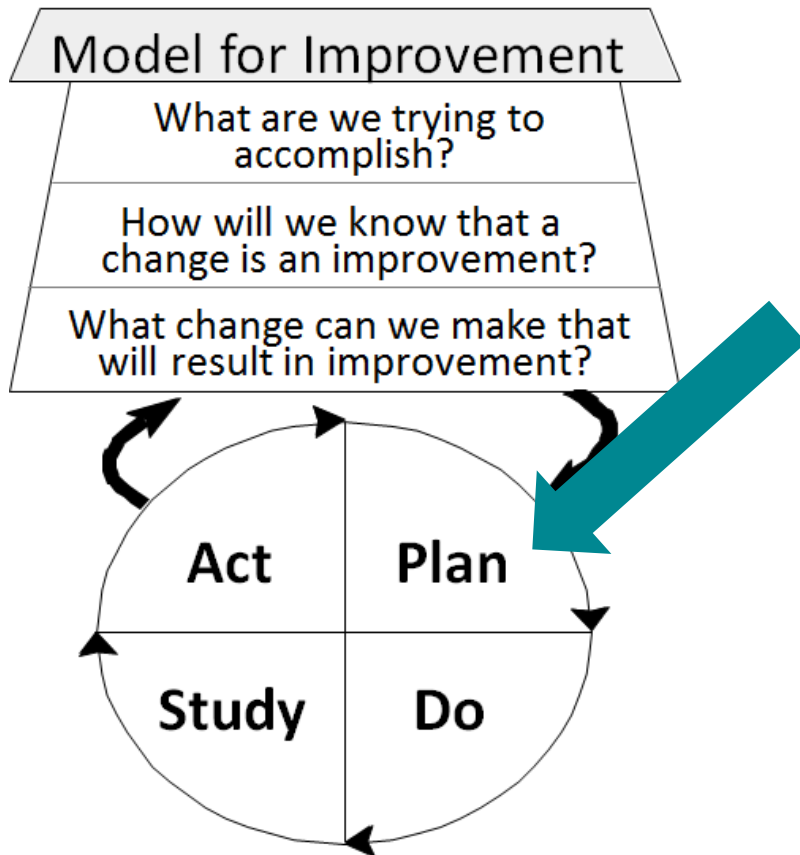 Model for Improvement
What are we trying to
accomplish?
How will we know that a
change is an improvement?
What change can we make that
will result in improvement?
Act
Plan
Study
Do